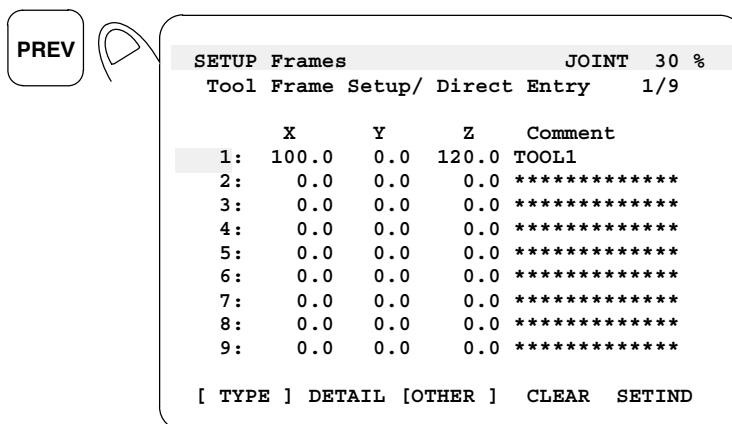 PREV
SETUP Frames JOINT 30 %
Tool Frame Setup/ Direct Entry 1/9
X Y Z Comment
1: 100.0 0.0 120.0 TOOL1
2: 0.0 0.0 0.0 *************
3: 0.0 0.0 0.0 *************
4: 0.0 0.0 0.0 *************
5: 0.0 0.0 0.0 *************
6: 0.0 0.0 0.0 *************
7: 0.0 0.0 0.0 *************
8: 0.0 0.0 0.0 *************
9: 0.0 0.0 0.0 *************
[ TYPE ] DETAIL [OTHER ] CLEAR SETIND